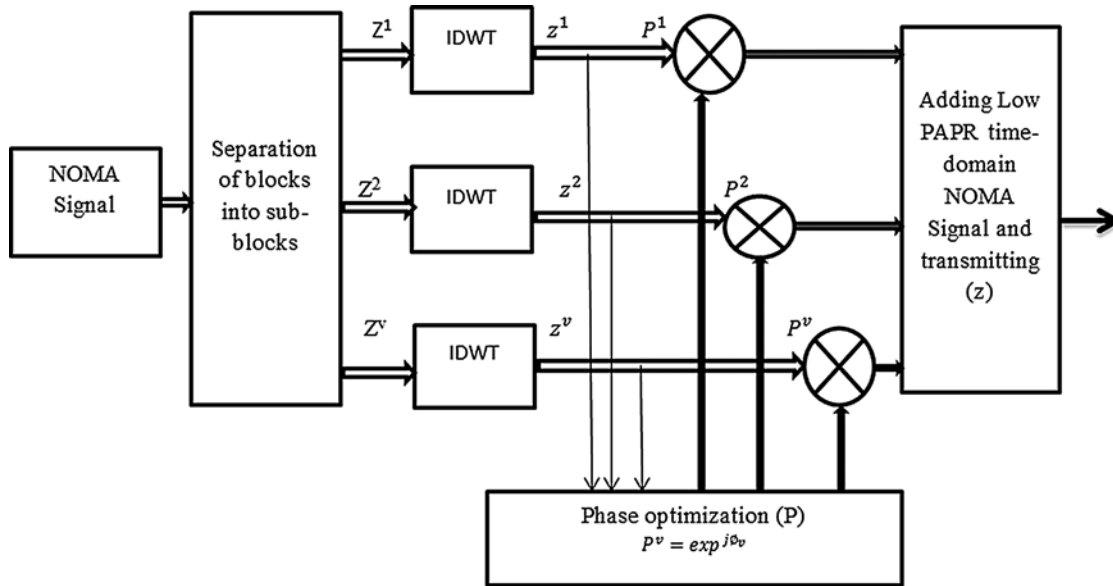 NOMA
Signal
Separation
of blocks
into sub-
blocks
Z¹
IDWT
z¹
P¹
Z²
IDWT
z²
P²
Zᵛ
IDWT
zᵛ
Pᵛ
Adding Low
PAPR time-
domain
NOMA
Signal and
transmitting
(z)
Phase optimization (P)
Pᵛ = exp^{jø_v}